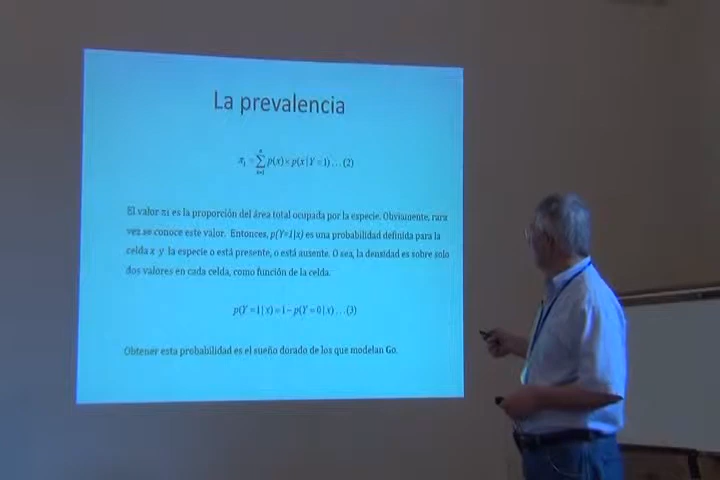 La prevalencia
π₁ = ∑ p(x) × p(x | Y = 1)… (2)
El valor π1 es la proporción del área total ocupada por la especie. Obviamente, rara
vez se conoce este valor. Entonces, p(Y=1|x) es una probabilidad definida para la
celda x y la especie o está presente, o está ausente. O sea, la densidad es sobre solo
dos valores en cada celda, como función de la celda.
p(Y = 1 | x) = 1 − p(Y = 0 | x)… (3)
Obtener esta probabilidad es el sueño dorado de los que modelan Go.